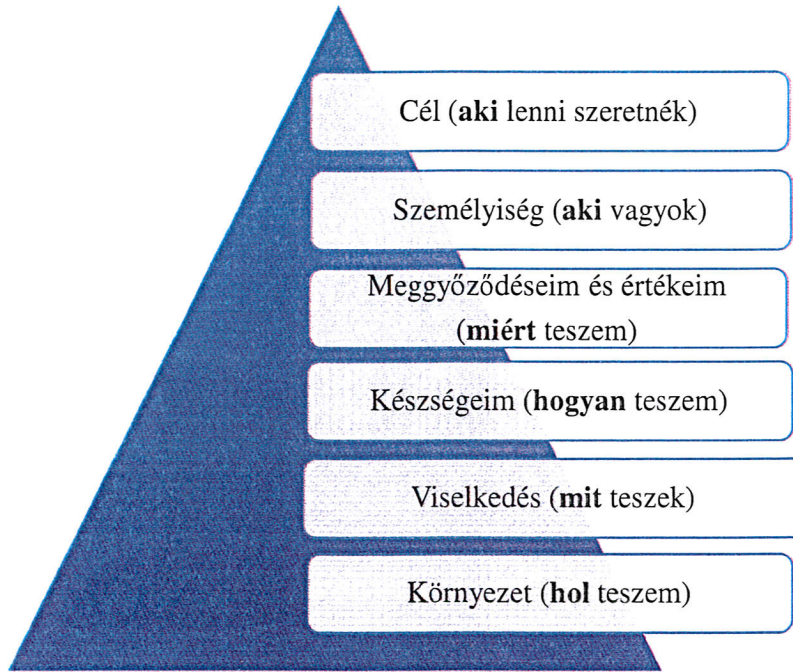 Cél (aki lenni szeretnék)
Személyiség (aki vagyok)
Meggyőződéseim és értékeim
(miért teszem)
Készségeim (hogyan teszem)
Viselkedés (mit teszek)
Környezet (hol teszem)